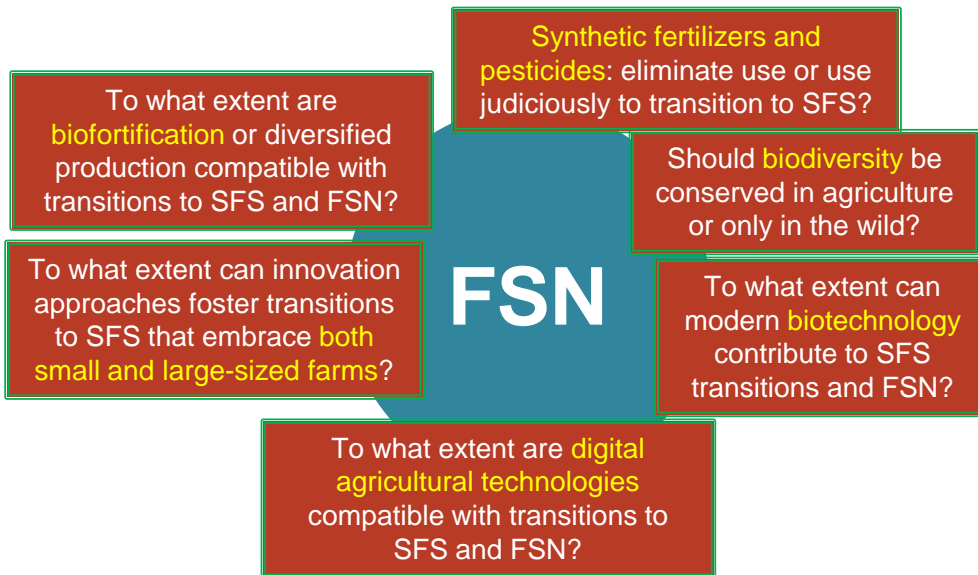 Synthetic fertilizers and
pesticides: eliminate use or use
judiciously to transition to SFS?
To what extent are
biofortification or diversified
production compatible with
transitions to SFS and FSN?
Should biodiversity be
conserved in agriculture
or only in the wild?
To what extent can innovation
approaches foster transitions
to SFS that embrace both
small and large-sized farms?
FSN
To what extent can
modern biotechnology
contribute to SFS
transitions and FSN?
To what extent are digital
agricultural technologies
compatible with transitions to
SFS and FSN?